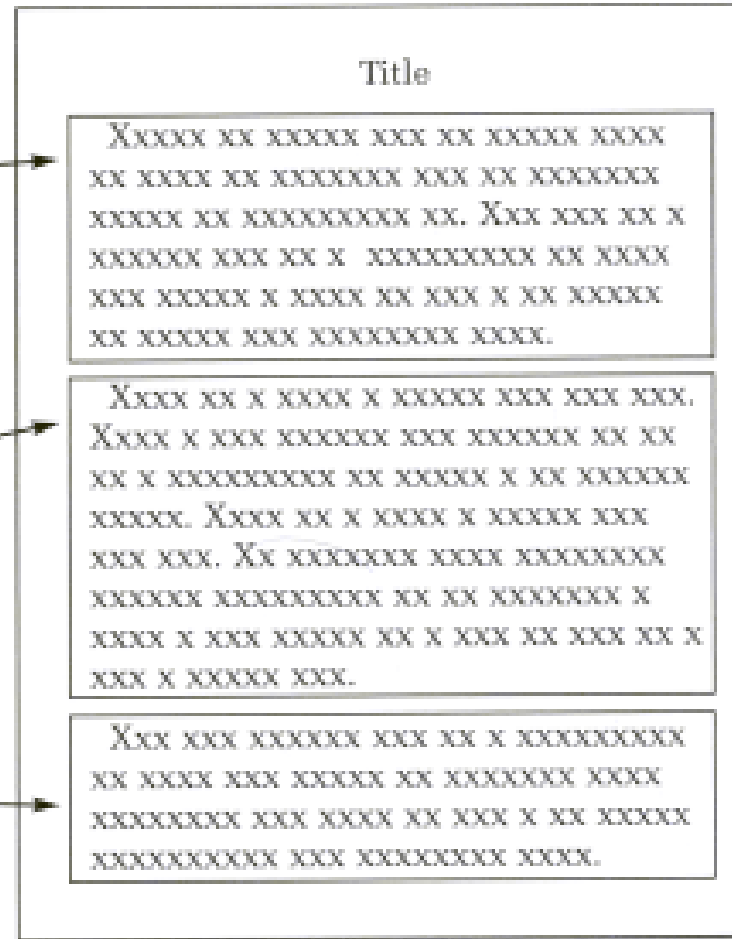 Title
Xxxxx xx xxxxx xxx xx xxxxx xxxx
xx xxxx xx xxxxxxx xxx xx xxxxxxx
xxxxx xx xxxxxxxxx xx. Xxx xxx xx x
xxxxxx xxx xx x xxxxxxxxx xx xxxx
xxx xxxxx x xxxx xx xxx x xx xxxxx
xx xxxxx xxx xxxxxxxx xxxx.
Xxxx xx x xxxx x xxxxx xxx xxx xxx.
Xxxx x xxx xxxxxx xxx xxxxxx xx xx
xx x xxxxxxxxx xx xxxxx x xx xxxxxx
xxxxx. Xxxx xx x xxxx x xxxxx xxx
xxx xxx. Xx xxxxxxx xxxx xxxxxxxx
xxxxxx xxxxxxxxx xx xx xxxxxxx x
xxxx x xxx xxxxx xx x xxx xx xxx xx x
xxx x xxxxx xxx.
Xxx xxx xxxxxx xxx xx x xxxxxxxxx
xx xxxx xxx xxxxx xx xxxxxxx xxxx
xxxxxxxx xxx xxxx xx xxx x xx xxxxx
xxxxxxxxxx xxx xxxxxxxx xxxx.